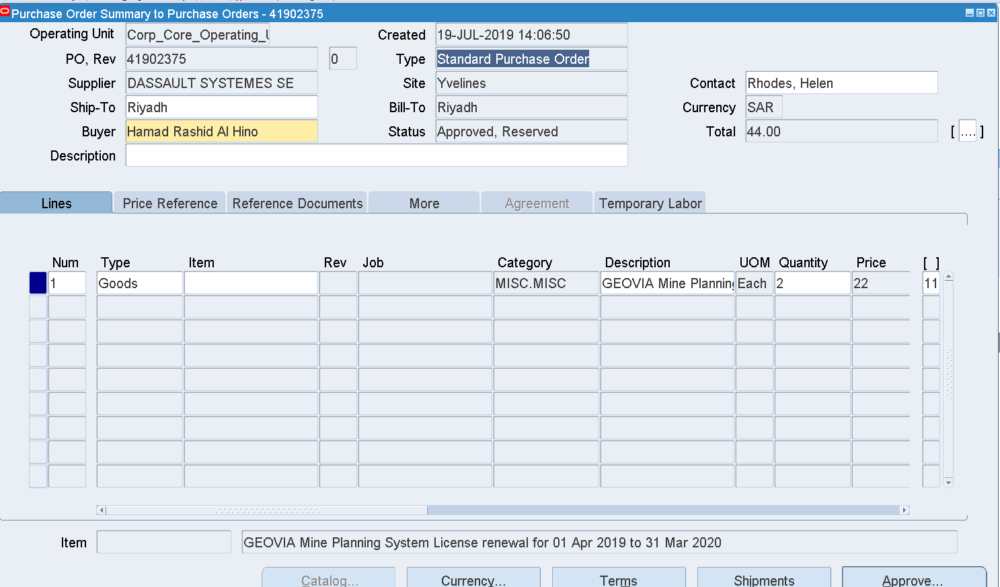 Purchase Order Summary to Purchase Orders - 41902375
Operating Unit Corp_Core_Operating_U Created 19-JUL-2019 14:06:50
PO, Rev 41902375 0 Type Standard Purchase Order
Supplier DASSAULT SYSTEMES SE Site Yvelines Contact Rhodes, Helen
Ship-To Riyadh Bill-To Riyadh Currency SAR
Buyer Hamad Rashid Al Hino Status Approved, Reserved Total 44.00 [ .... ]
Description
Lines Price Reference Reference Documents More Agreement Temporary Labor
Num Type Item Rev Job Category Description UOM Quantity Price [ ]
1 Goods MISC.MISC GEOVIA Mine Planning Each 2 22 11
Item GEOVIA Mine Planning System License renewal for 01 Apr 2019 to 31 Mar 2020
Catalog... Currency... Terms Shipments Approve...